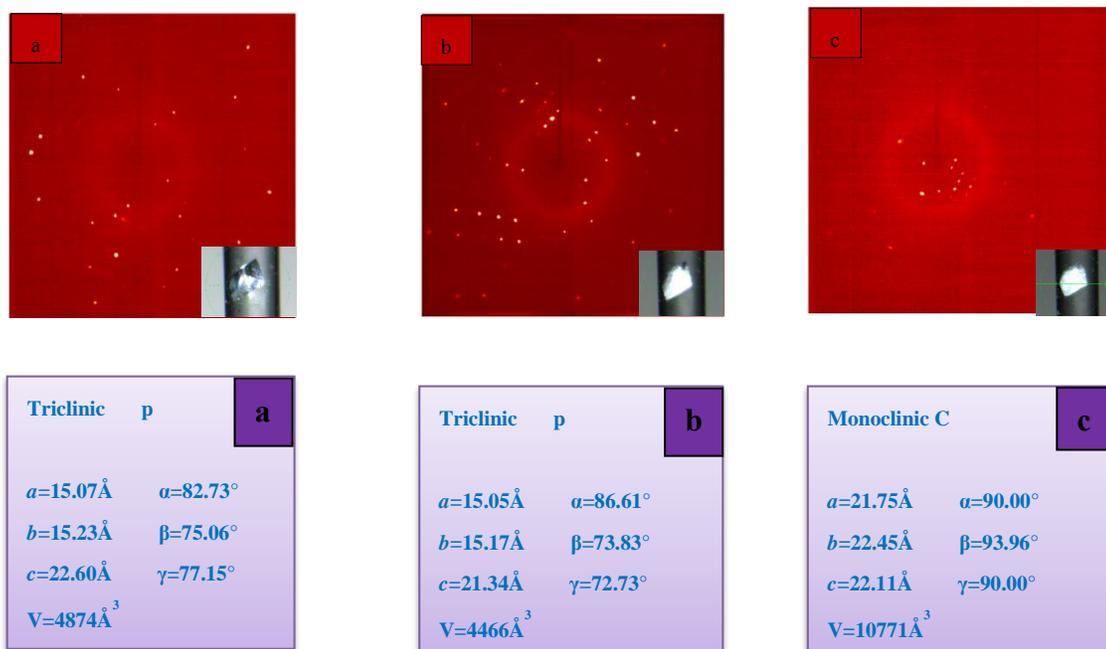 a
b
c
Triclinic p
a
a=15.07Å α=82.73°
b=15.23Å β=75.06°
c=22.60Å γ=77.15°
V=4874Å³
Triclinic p
b
a=15.05Å α=86.61°
b=15.17Å β=73.83°
c=21.34Å γ=72.73°
V=4466Å³
Monoclinic C
c
a=21.75Å α=90.00°
b=22.45Å β=93.96°
c=22.11Å γ=90.00°
V=10771Å³